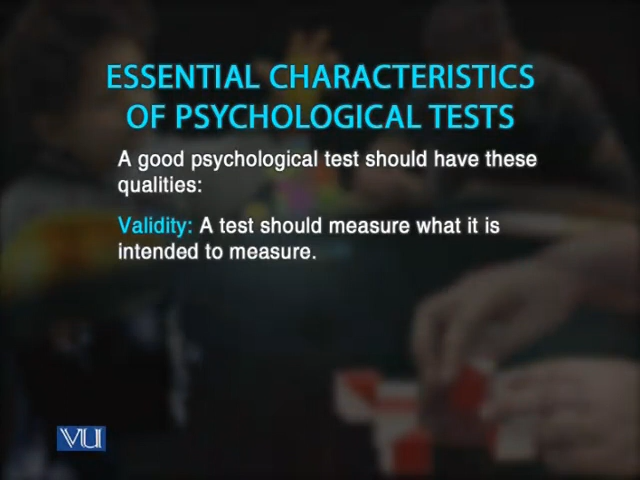 ESSENTIAL CHARACTERISTICS
OF PSYCHOLOGICAL TESTS
A good psychological test should have these
qualities:
Validity: A test should measure what it is
intended to measure.
VU